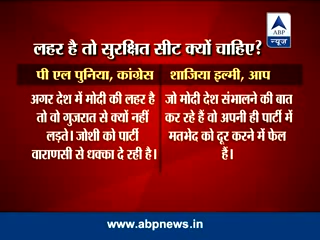 abp
ABP
न्यूज़
लहर है तो सुरक्षित सीट क्यों चाहिए?
पी एल पुनिया, कांग्रेस
अगर देश में मोदी की लहर है
तो वो गुजरात से क्यों नहीं
लड़ते। जोशी को पार्टी
वाराणसी से धक्का दे रही है।
शाजिया इल्मी, आप
जो मोदी देश संभालने की बात
कर रहे हैं वो अपनी ही पार्टी में
मतभेद को दूर करने में फेल
हैं।
www.abpnews.in